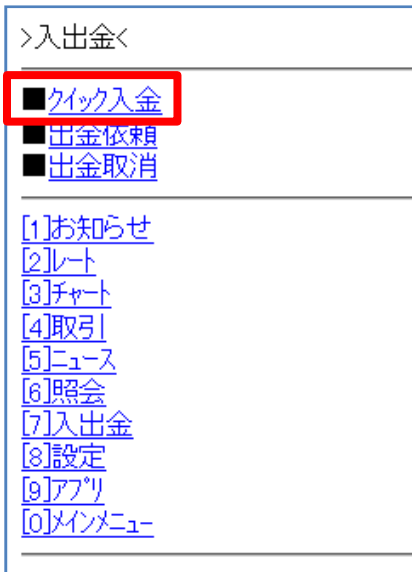 >入出金<
■ｸｲｯｸ入金
■出金依頼
■出金取消
[1]お知らせ
[2]ﾚｰﾄ
[3]ﾁｬｰﾄ
[4]取引
[5]ﾆｭｰｽ
[6]照会
[7]入出金
[8]設定
[9]ｱﾌﾟﾘ
[0]ﾒｲﾝﾒﾆｭｰ